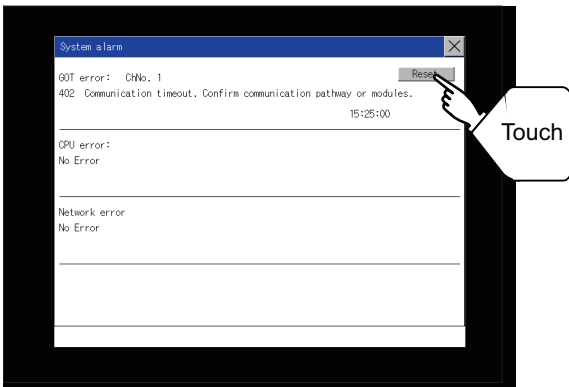 System alarm
GOT error: ChNo. 1
Reset
402 Communication timeout. Confirm communication pathway or modules.
15:25:00
Touch
CPU error:
No Error
Network error
No Error